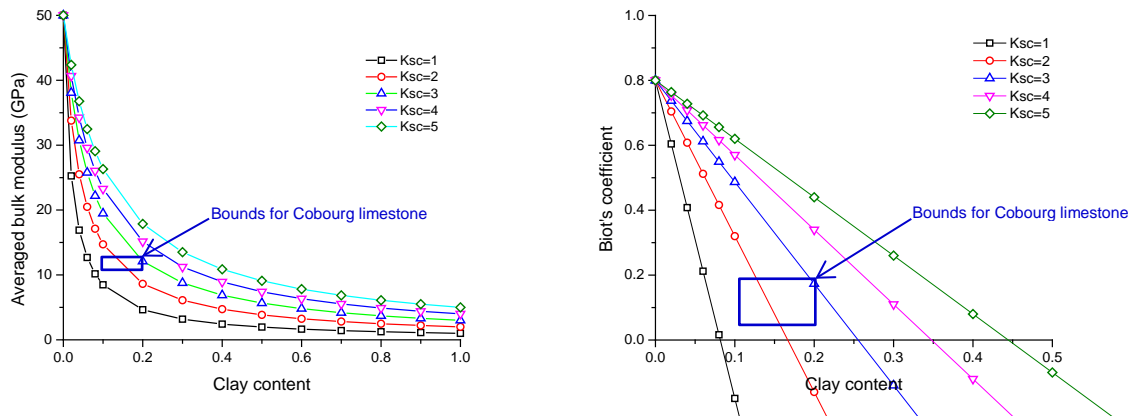 50
40
30
20
10
0
0.0
0.2
0.4
0.6
0.8
1.0
Averaged bulk modulus (GPa)
Clay content
Ksc=1
Ksc=2
Ksc=3
Ksc=4
Ksc=5
Bounds for Cobourg limestone
1.0
0.8
0.6
0.4
0.2
0.0
0.0
0.1
0.2
0.3
0.4
0.5
Biot's coefficient
Clay content
Ksc=1
Ksc=2
Ksc=3
Ksc=4
Ksc=5
Bounds for Cobourg limestone